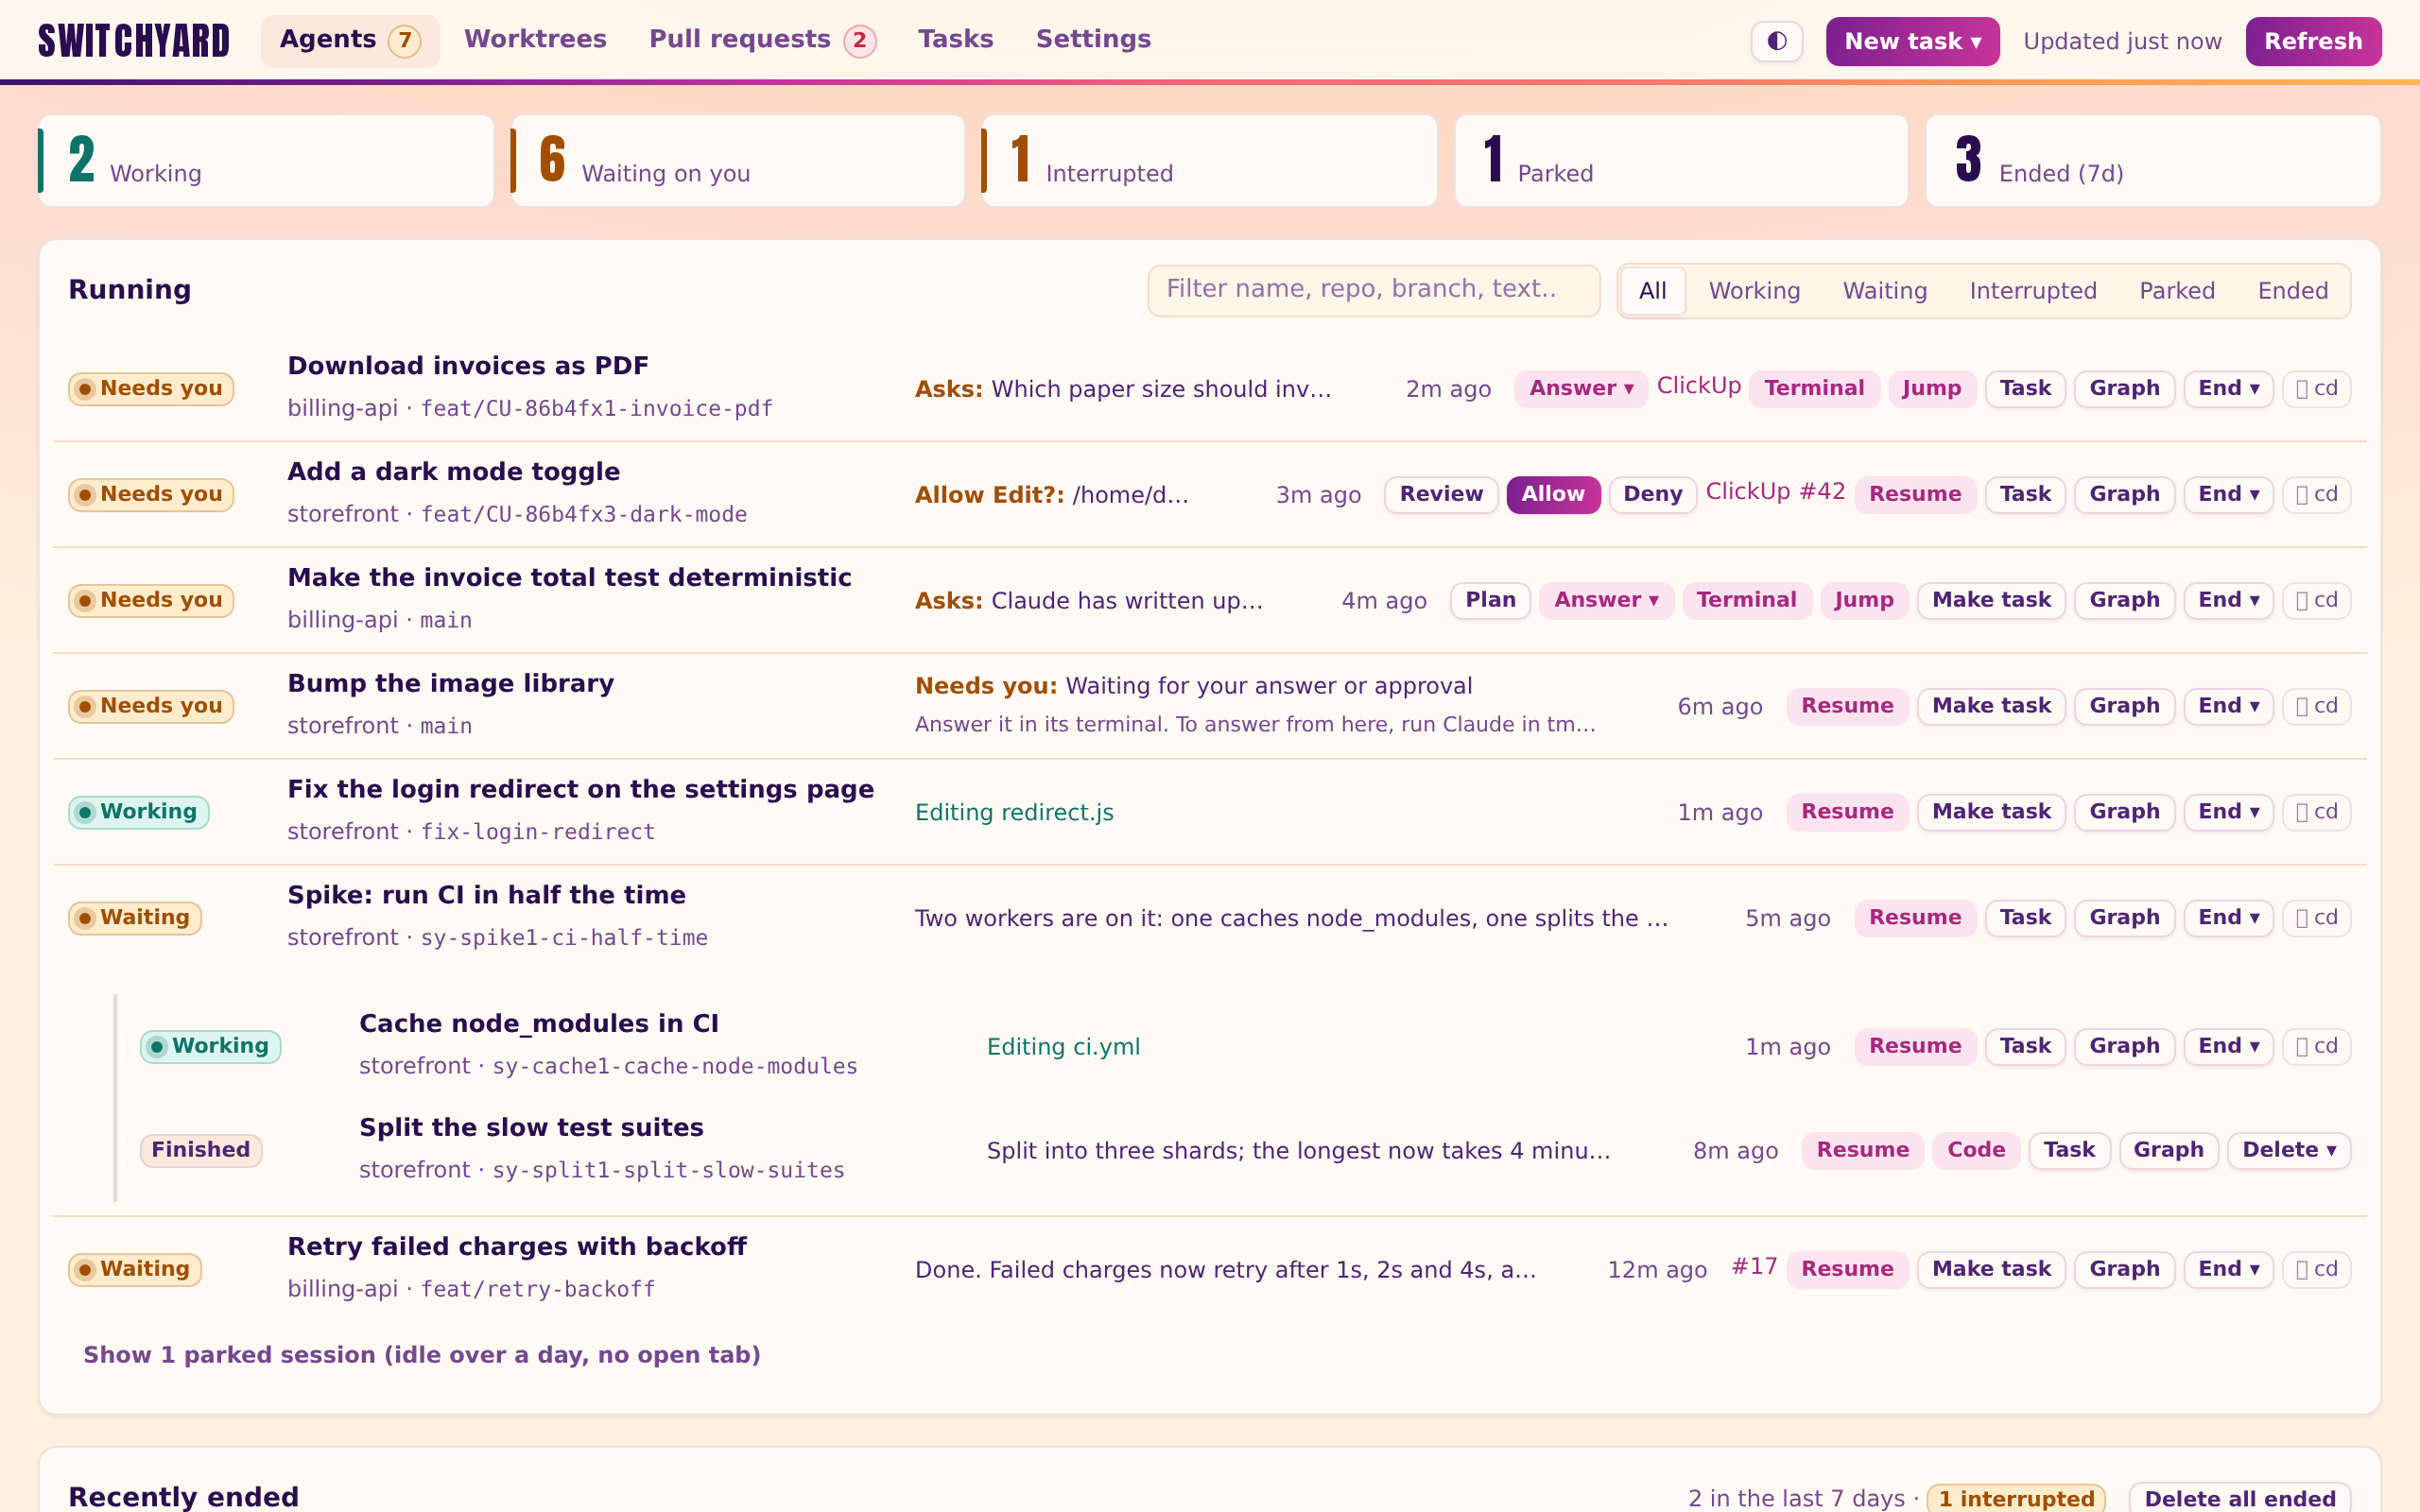 SWITCHYARD Agents 7 Worktrees Pull requests 2 Tasks Settings New task ▾ Updated just now Refresh
2 Working 6 Waiting on you 1 Interrupted 1 Parked 3 Ended (7d)
Running Filter name, repo, branch, text.. All Working Waiting Interrupted Parked Ended
Needs you Download invoices as PDF
billing-api · feat/CU-86b4fx1-invoice-pdf
Asks: Which paper size should inv… 2m ago Answer ▾ ClickUp Terminal Jump Task Graph End ▾ cd
Needs you Add a dark mode toggle
storefront · feat/CU-86b4fx3-dark-mode
Allow Edit?: /home/d… 3m ago Review Allow Deny ClickUp #42 Resume Task Graph End ▾ cd
Needs you Make the invoice total test deterministic
billing-api · main
Asks: Claude has written up… 4m ago Plan Answer ▾ Terminal Jump Make task Graph End ▾ cd
Needs you Bump the image library
storefront · main
Needs you: Waiting for your answer or approval
Answer it in its terminal. To answer from here, run Claude in tm…
6m ago Resume Make task Graph End ▾ cd
Working Fix the login redirect on the settings page
storefront · fix-login-redirect
Editing redirect.js 1m ago Resume Make task Graph End ▾ cd
Waiting Spike: run CI in half the time
storefront · sy-spike1-ci-half-time
Two workers are on it: one caches node_modules, one splits the … 5m ago Resume Task Graph End ▾ cd
Working Cache node_modules in CI
storefront · sy-cache1-cache-node-modules
Editing ci.yml 1m ago Resume Task Graph End ▾ cd
Finished Split the slow test suites
storefront · sy-split1-split-slow-suites
Split into three shards; the longest now takes 4 minu… 8m ago Resume Code Task Graph Delete ▾
Waiting Retry failed charges with backoff
billing-api · feat/retry-backoff
Done. Failed charges now retry after 1s, 2s and 4s, a… 12m ago #17 Resume Make task Graph End ▾ cd
Show 1 parked session (idle over a day, no open tab)
Recently ended 2 in the last 7 days · 1 interrupted Delete all ended